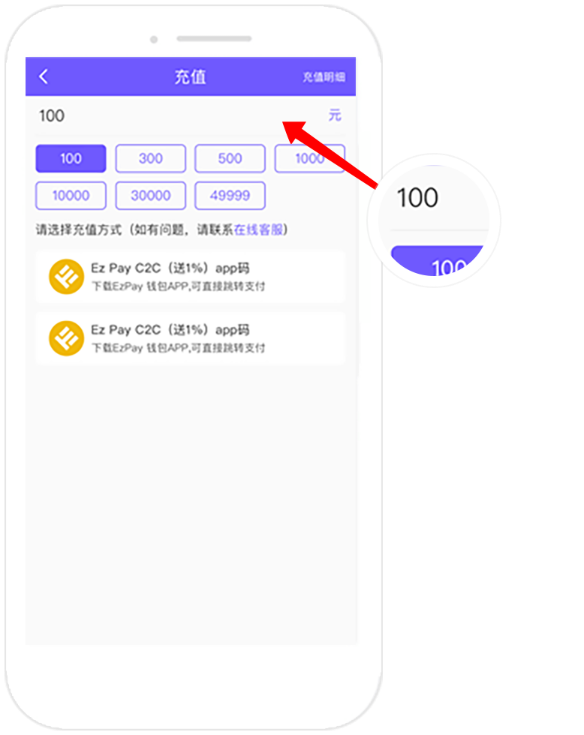 充值
充值明细
100
元
100
300
500
1000
10000
30000
49999
请选择充值方式（如有问题，请联系在线客服）
Ez Pay C2C（送1%）app码
下载EzPay 钱包APP,可直接跳转支付
Ez Pay C2C（送1%）app码
下载EzPay 钱包APP,可直接跳转支付
100
100